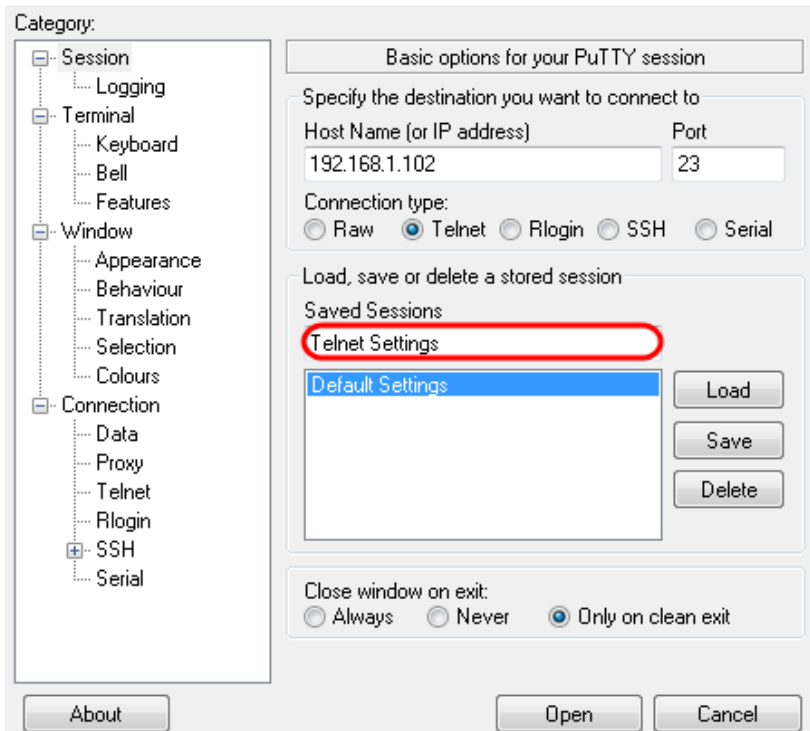 Category:
Session
Logging
Terminal
Keyboard
Bell
Features
Window
Appearance
Behaviour
Translation
Selection
Colours
Connection
Data
Proxy
Telnet
Rlogin
SSH
Serial
Basic options for your PuTTY session
Specify the destination you want to connect to
Host Name (or IP address) Port
192.168.1.102 23
Connection type:
Raw Telnet Rlogin SSH Serial
Load, save or delete a stored session
Saved Sessions
Telnet Settings
Default Settings
Load
Save
Delete
Close window on exit:
Always Never Only on clean exit
About Open Cancel